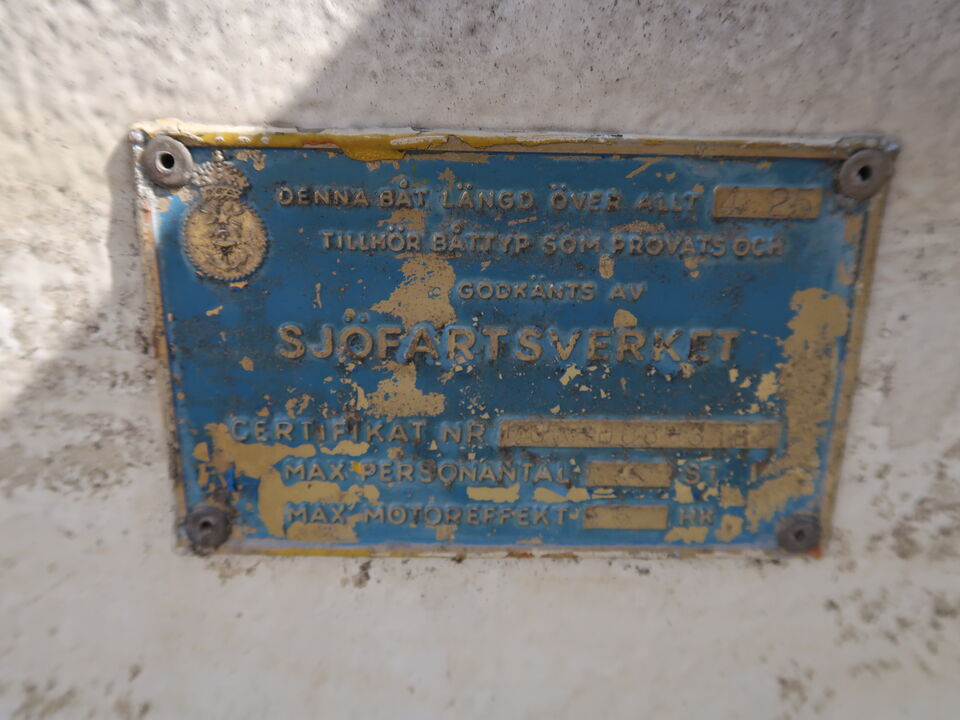 DENNA BÅT LÄNGD ÖVER ALLT
TILLHÖR BÅTTYP SOM PROVATS OCH
GODKÄNTS AV
SJÖFARTSVERKET
CERTIFIKAT NR
MAX PERSONANTAL ST
MAX MOTOREFFEKT HK